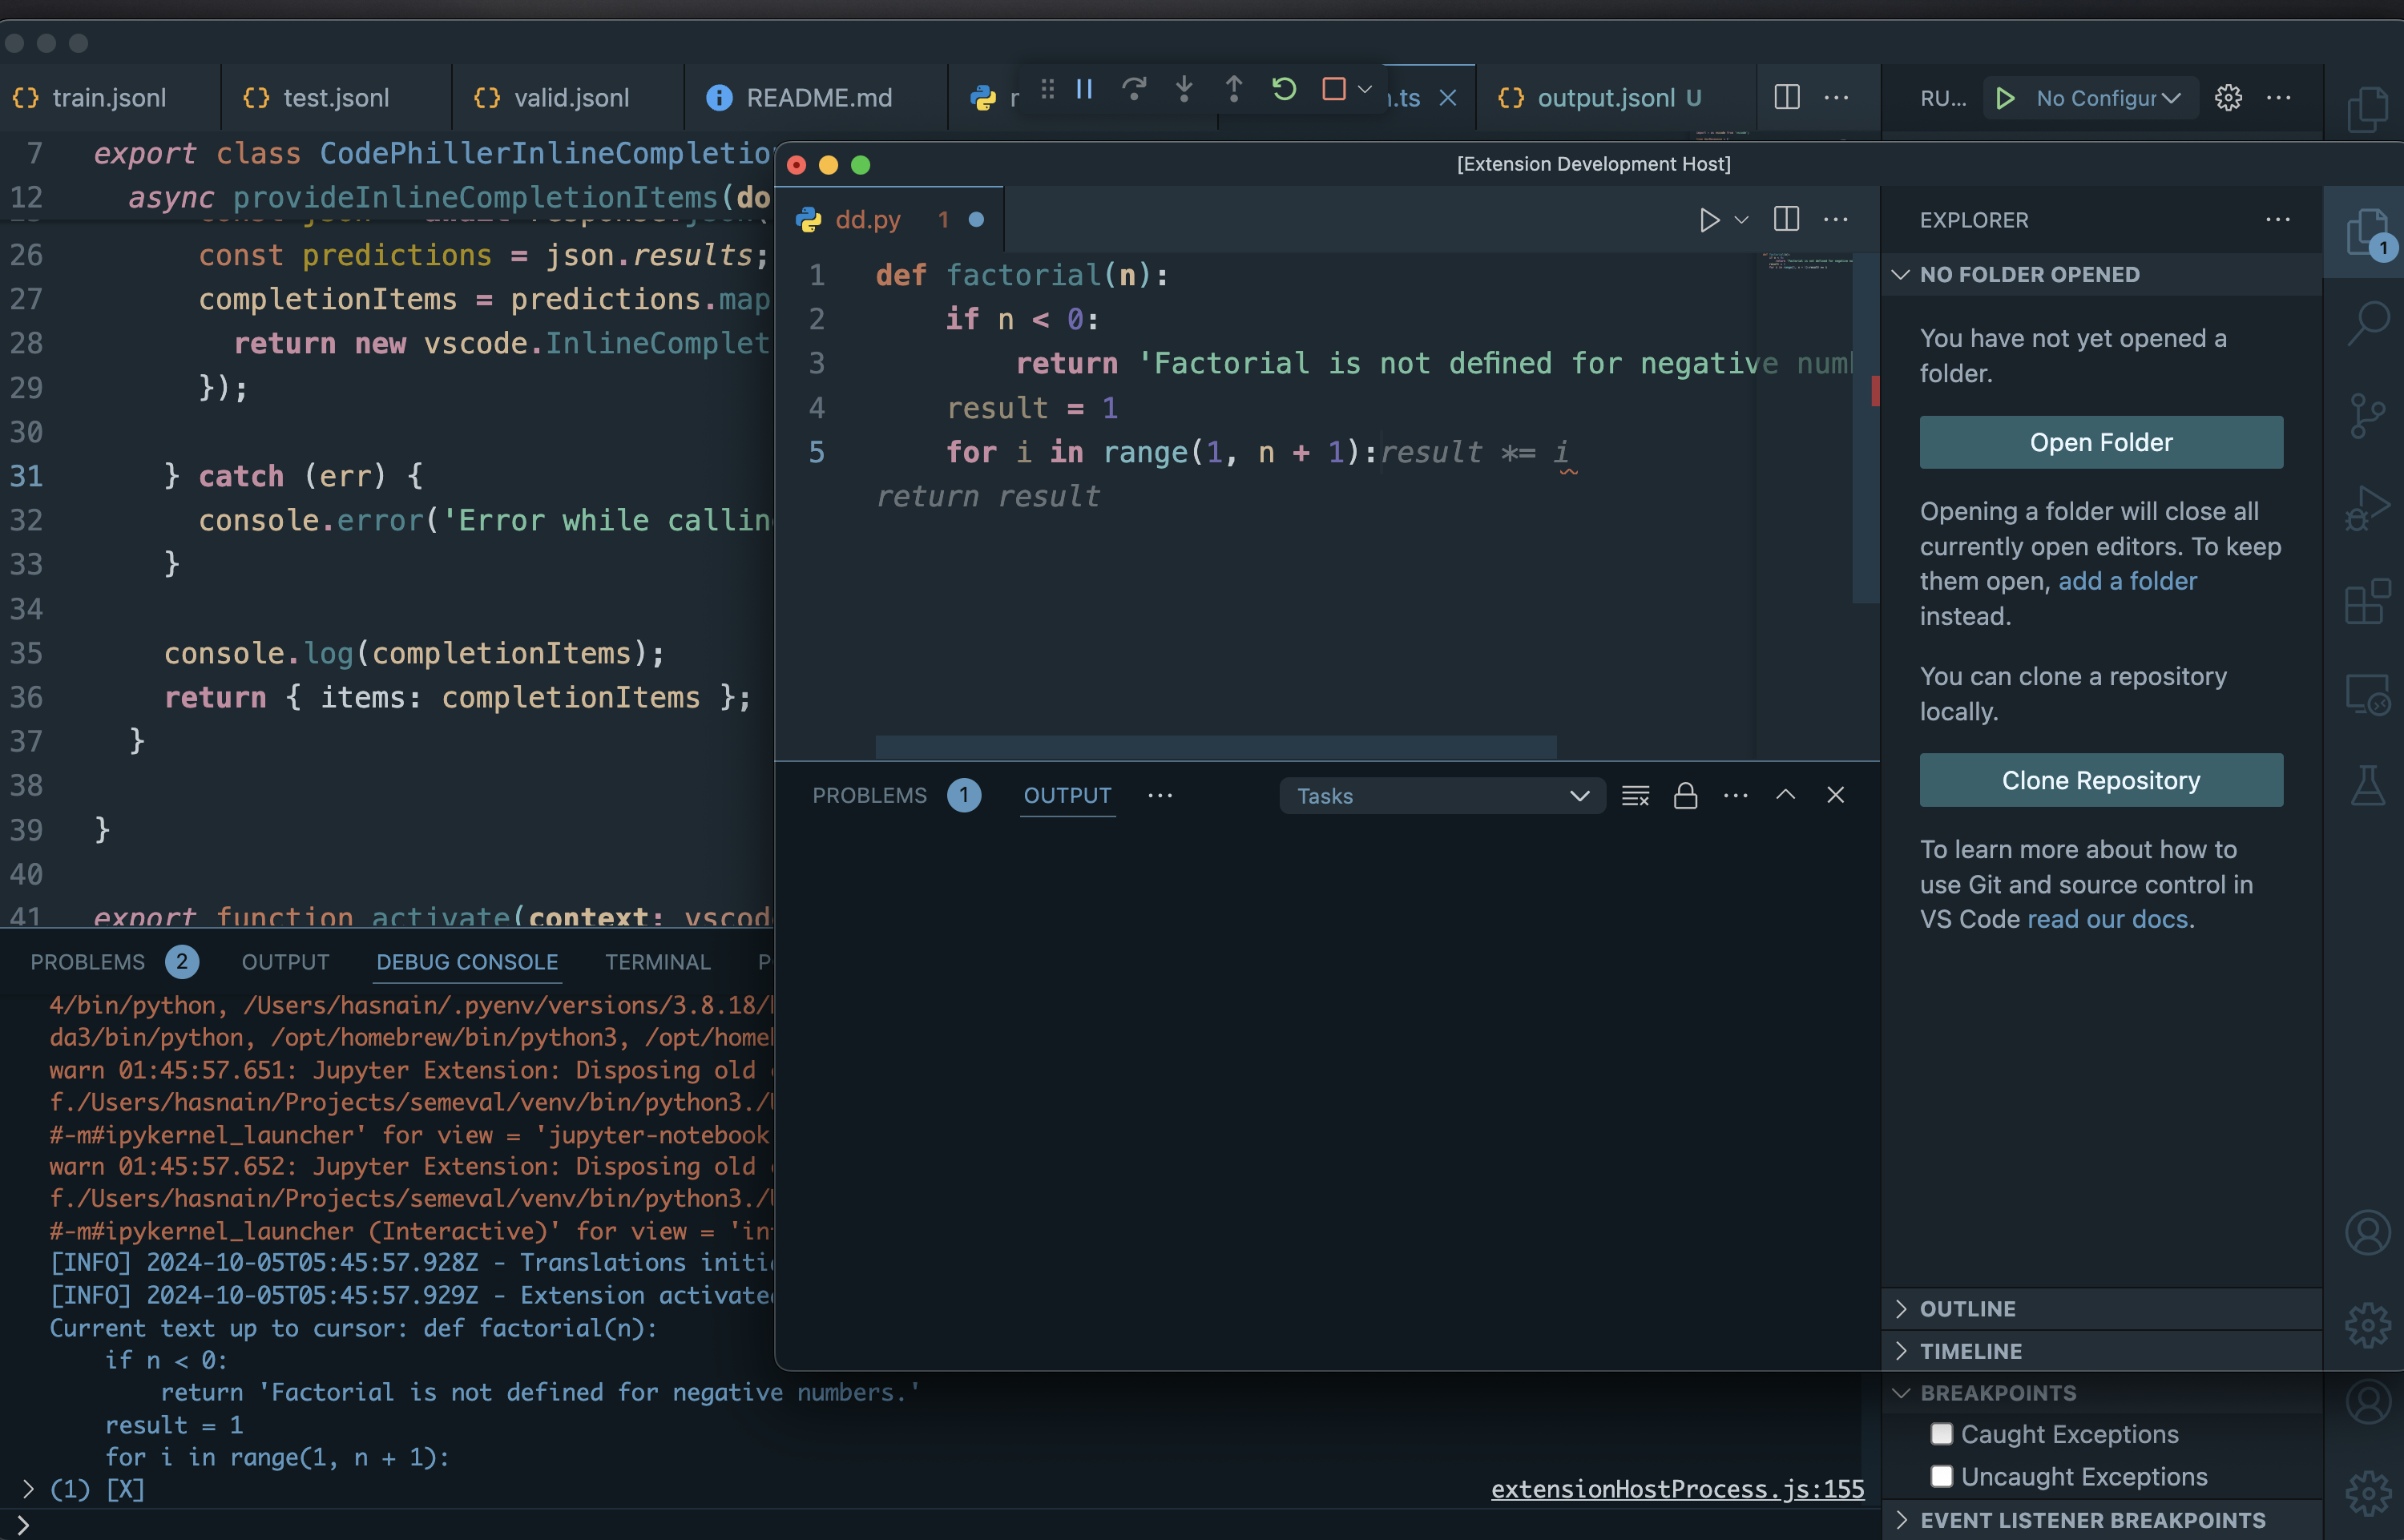 train.jsonl
test.jsonl
valid.jsonl
README.md
r
.ts
output.jsonl U
RU...
No Configur
7 export class CodePhillerInlineCompletio
12 async provideInlineCompletionItems(do
26 const predictions = json.results;
27 completionItems = predictions.map
28 return new vscode.InlineComplet
29 });
30
31 } catch (err) {
32 console.error('Error while callin
33 }
34
35 console.log(completionItems);
36 return { items: completionItems };
37 }
38
39 }
40
41 export function activate(context: vscod
PROBLEMS 2 OUTPUT DEBUG CONSOLE TERMINAL P
4/bin/python, /Users/hasnain/.pyenv/versions/3.8.18/
da3/bin/python, /opt/homebrew/bin/python3, /opt/home
warn 01:45:57.651: Jupyter Extension: Disposing old
f./Users/hasnain/Projects/semeval/venv/bin/python3./
#-m#ipykernel_launcher' for view = 'jupyter-notebook
warn 01:45:57.652: Jupyter Extension: Disposing old
f./Users/hasnain/Projects/semeval/venv/bin/python3./
#-m#ipykernel_launcher (Interactive)' for view = 'in
[INFO] 2024-10-05T05:45:57.928Z - Translations initi
[INFO] 2024-10-05T05:45:57.929Z - Extension activate
Current text up to cursor: def factorial(n):
if n < 0:
return 'Factorial is not defined for negative numbers.'
result = 1
for i in range(1, n + 1):
(1) [X]
extensionHostProcess.js:155
[Extension Development Host]
dd.py 1
1 def factorial(n):
2 if n < 0:
3 return 'Factorial is not defined for negative num
4 result = 1
5 for i in range(1, n + 1):result *= i
return result
PROBLEMS 1 OUTPUT
Tasks
EXPLORER
NO FOLDER OPENED
You have not yet opened a
folder.
Open Folder
Opening a folder will close all
currently open editors. To keep
them open, add a folder
instead.
You can clone a repository
locally.
Clone Repository
To learn more about how to
use Git and source control in
VS Code read our docs.
OUTLINE
TIMELINE
BREAKPOINTS
Caught Exceptions
Uncaught Exceptions
EVENT LISTENER BREAKPOINTS
1